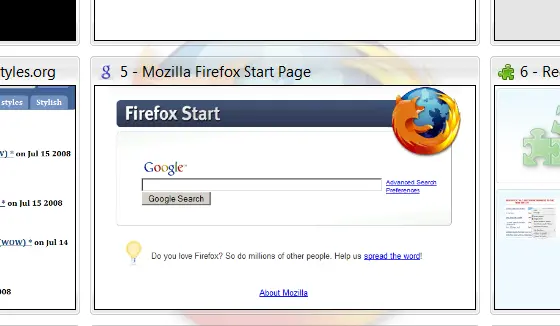 tyles.org
5 - Mozilla Firefox Start Page
6 - Re
styles
Stylish
Firefox Start
W) * on Jul 15 2008
Google™
Advanced Search
Preferences
Google Search
* on Jul 15 2008
(WOW) * on Jul 14
Do you love Firefox? So do millions of other people. Help us spread the word!
008
About Mozilla